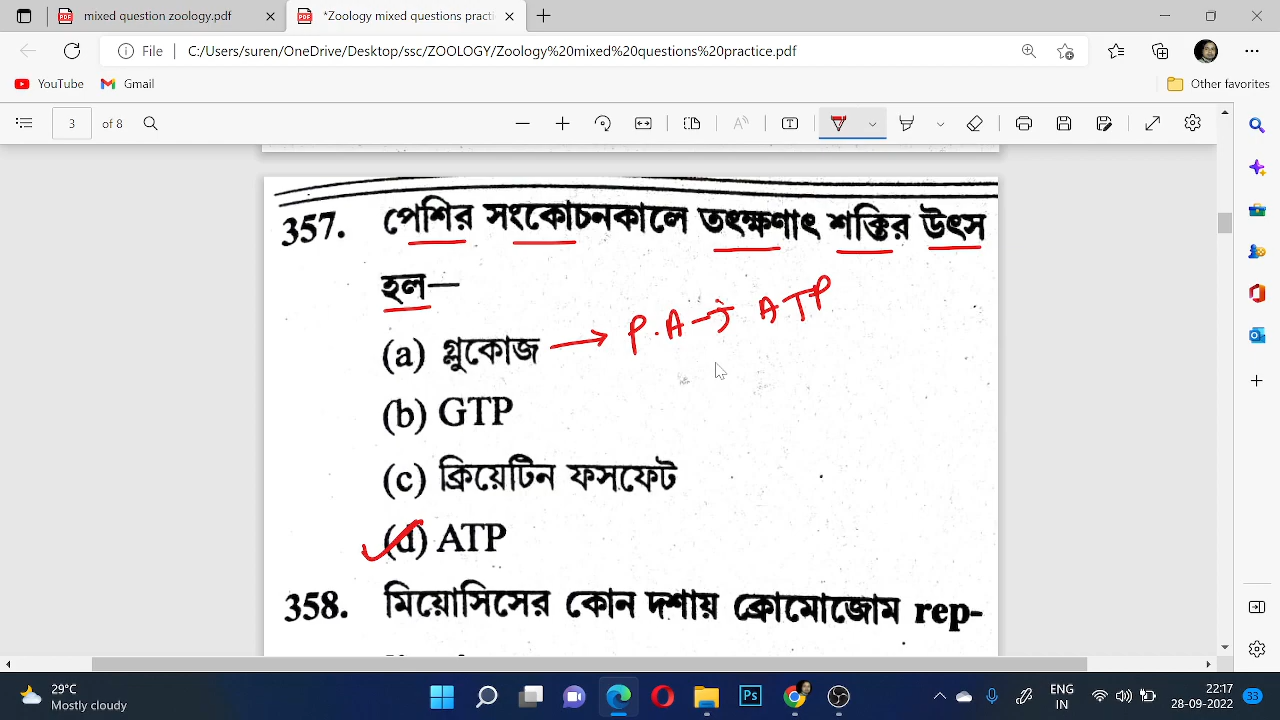 mixed question zoology.pdf
*Zoology mixed questions practice.pdf
File C:/Users/suren/OneDrive/Desktop/ssc/ZOOLOGY/Zoology%20mixed%20questions%20practice.pdf
YouTube Gmail Other favorites
3 of 8
357. পেশির সংকোচনকালে তৎক্ষণাৎ শক্তির উৎস
হল—
(a) গ্লুকোজ → P.A → ATP
(b) GTP
(c) ক্রিয়েটিন ফসফেট
(d) ATP
358. মিয়োসিসের কোন দশায় ক্রোমোজোম rep-
29°C
Mostly cloudy
ENG
IN
22:17
28-09-2022
33